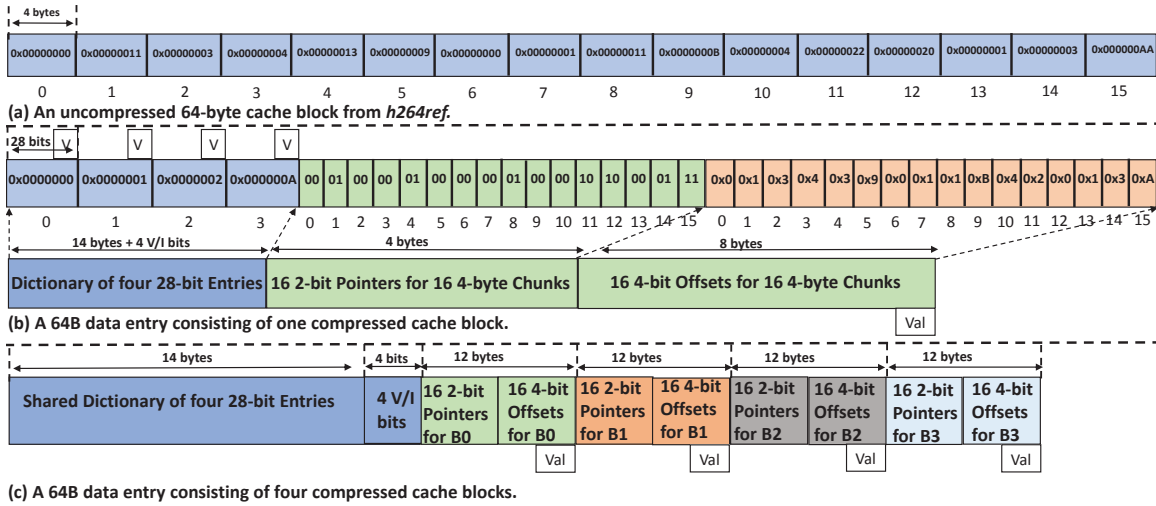 4 bytes
0x00000000 0x00000011 0x00000003 0x00000004 0x00000013 0x00000009 0x00000000 0x00000001 0x00000011 0x0000000B 0x00000004 0x00000022 0x00000020 0x00000001 0x00000003 0x000000AA
0 1 2 3 4 5 6 7 8 9 10 11 12 13 14 15
(a) An uncompressed 64-byte cache block from h264ref.
28 bits V V V V
0x0000000 0x0000001 0x0000002 0x000000A 00 01 00 00 01 00 00 00 01 00 00 10 10 00 01 11 0x0 0x1 0x3 0x4 0x3 0x9 0x0 0x1 0x1 0xB 0x4 0x2 0x0 0x1 0x3 0xA
0 1 2 3 0 1 2 3 4 5 6 7 8 9 10 11 12 13 14 15 0 1 2 3 4 5 6 7 8 9 10 11 12 13 14 15
14 bytes + 4 V/I bits 4 bytes 8 bytes
Dictionary of four 28-bit Entries 16 2-bit Pointers for 16 4-byte Chunks 16 4-bit Offsets for 16 4-byte Chunks
(b) A 64B data entry consisting of one compressed cache block. Val
14 bytes 4 bits 12 bytes 12 bytes 12 bytes 12 bytes
Shared Dictionary of four 28-bit Entries
4 V/I
bits
16 2-bit
Pointers
for B0
16 4-bit
Offsets
for B0
16 2-bit
Pointers
for B1
16 4-bit
Offsets
for B1
16 2-bit
Pointers
for B2
16 4-bit
Offsets
for B2
16 2-bit
Pointers
for B3
16 4-bit
Offsets
for B3
Val Val Val Val
(c) A 64B data entry consisting of four compressed cache blocks.